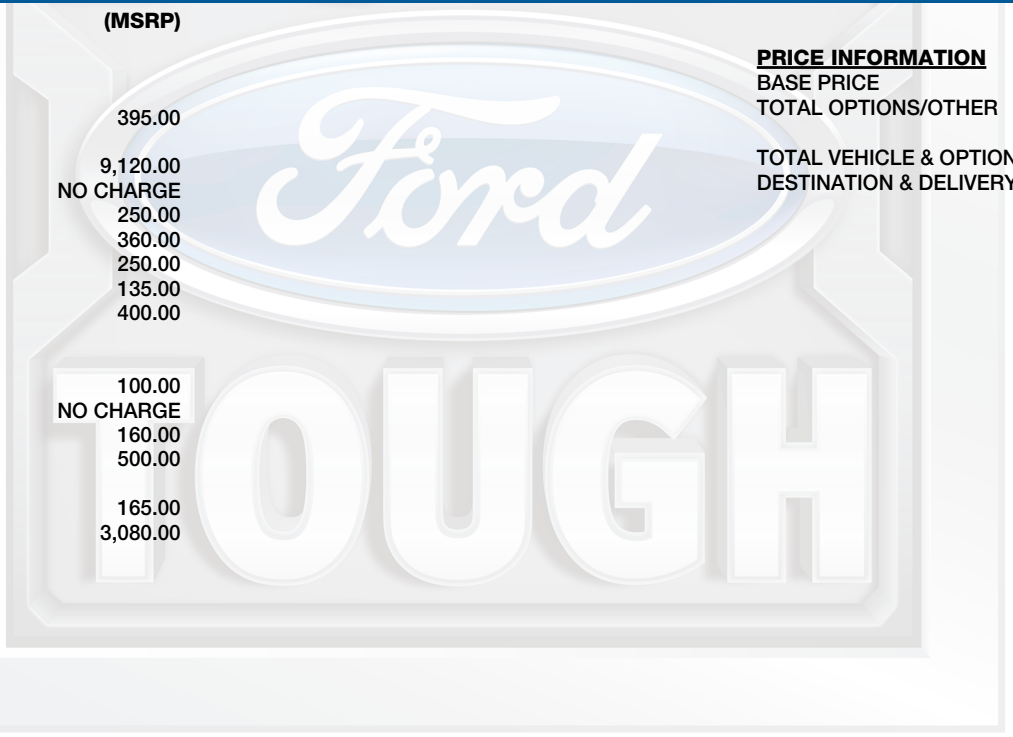 (MSRP)
395.00
9,120.00
NO CHARGE
250.00
360.00
250.00
135.00
400.00
100.00
NO CHARGE
160.00
500.00
165.00
3,080.00
PRICE INFORMATION
BASE PRICE
TOTAL OPTIONS/OTHER
TOTAL VEHICLE & OPTION
DESTINATION & DELIVERY
Ford
TOUGH